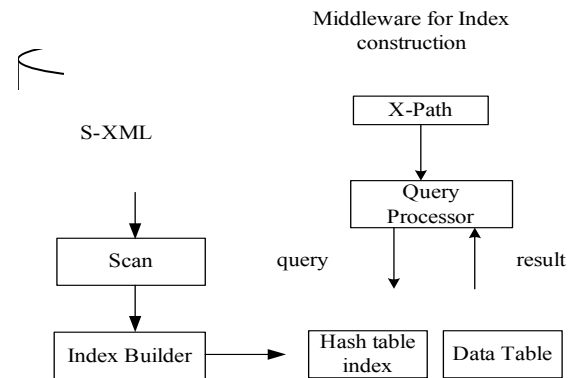 Middleware for Index
construction
X-Path
S-XML
Query
Processor
Scan
query
result
Index Builder
Hash table
index
Data Table